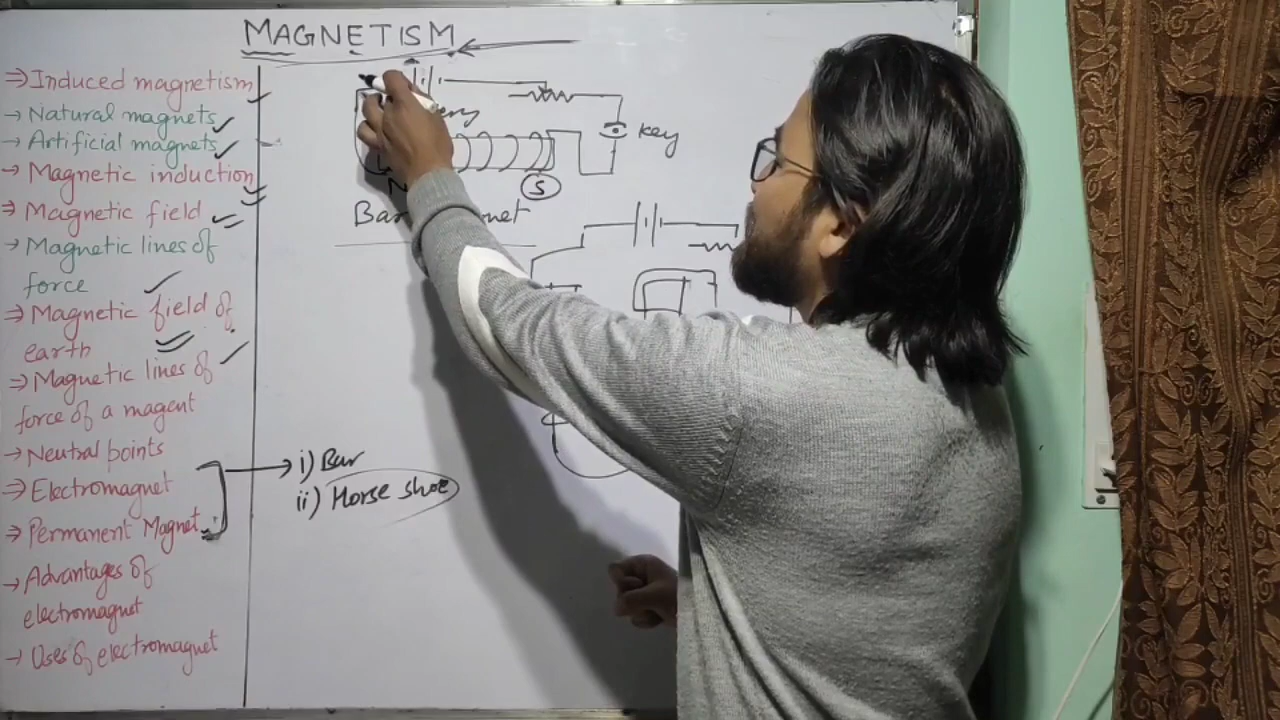 MAGNETISM
⇒ Induced magnetism
→ Natural magnets
→ Artificial magnets
→ Magnetic induction
⇒ Magnetic field
→ Magnetic lines of
force
⇒ Magnetic field of
earth
⇒ Magnetic lines of
force of a magent
→ Neutral points
⇒ Electromagnet
→ Permanent Magnet
→ Advantages of
electromagnet
→ Uses of electromagnet
key
N
S
Bar
i) Bar
ii) Horse shoe